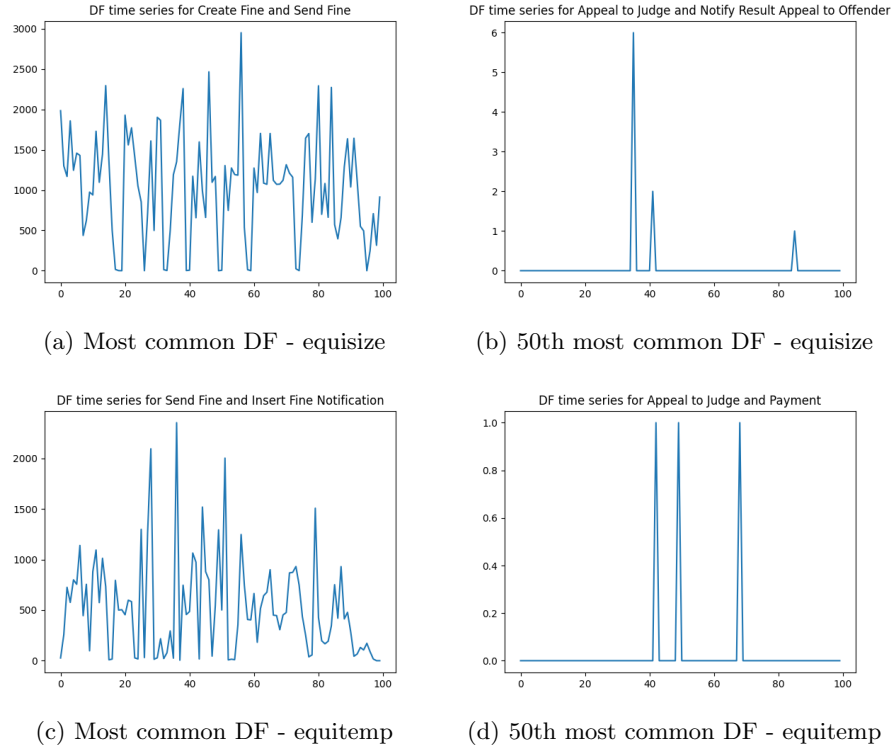 DF time series for Create Fine and Send Fine
3000
2500
2000
1500
1000
500
0
0 20 40 60 80 100
(a) Most common DF - equisize
DF time series for Appeal to Judge and Notify Result Appeal to Offender
6
5
4
3
2
1
0
0 20 40 60 80 100
(b) 50th most common DF - equisize
DF time series for Send Fine and Insert Fine Notification
2000
1500
1000
500
0
0 20 40 60 80 100
(c) Most common DF - equitemp
DF time series for Appeal to Judge and Payment
1.0
0.8
0.6
0.4
0.2
0.0
0 20 40 60 80 100
(d) 50th most common DF - equitemp